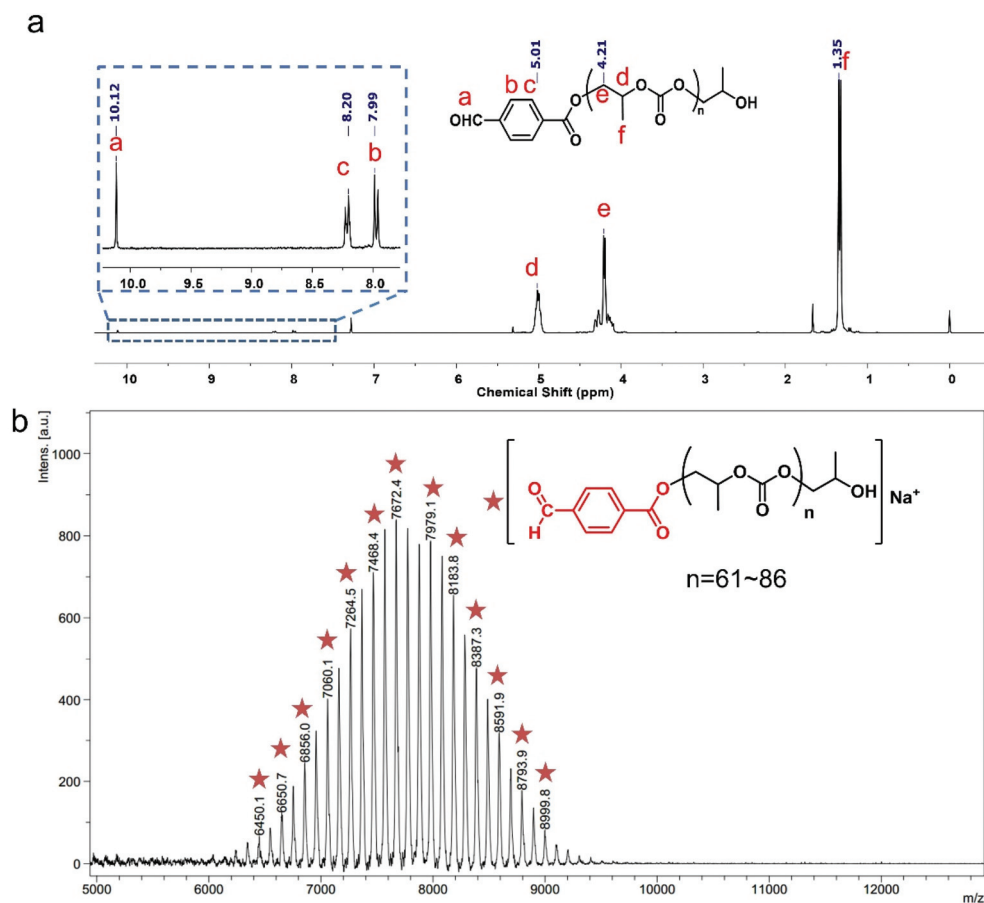 a
10.12
8.20
7.99
a
c
b
10.0
9.5
9.0
8.5
8.0
5.01
4.21
1.35
f
a
b
c
OHC
O
O
e
d
f
O
O
O
n
OH
d
e
10
9
8
7
6
5
4
3
2
1
0
Chemical Shift (ppm)
b
Intens. [a.u.]
1000
800
600
400
200
0
6450.1
6650.7
6856.0
7060.1
7264.5
7468.4
7672.4
7979.1
8183.8
8387.3
8591.9
8793.9
8999.8
O
H
O
O
O
O
O
n
OH
Na⁺
n=61~86
5000
6000
7000
8000
9000
10000
11000
12000
m/z